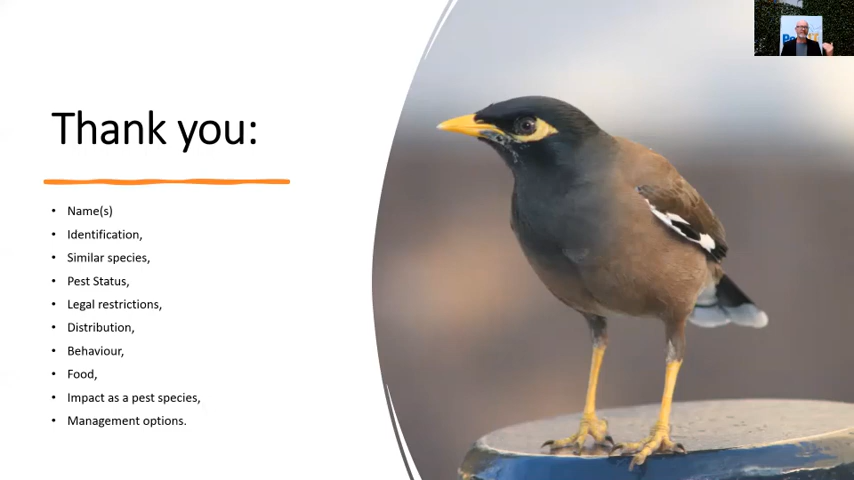 Thank you:
• Name(s)
• Identification,
• Similar species,
• Pest Status,
• Legal restrictions,
• Distribution,
• Behaviour,
• Food,
• Impact as a pest species,
• Management options.